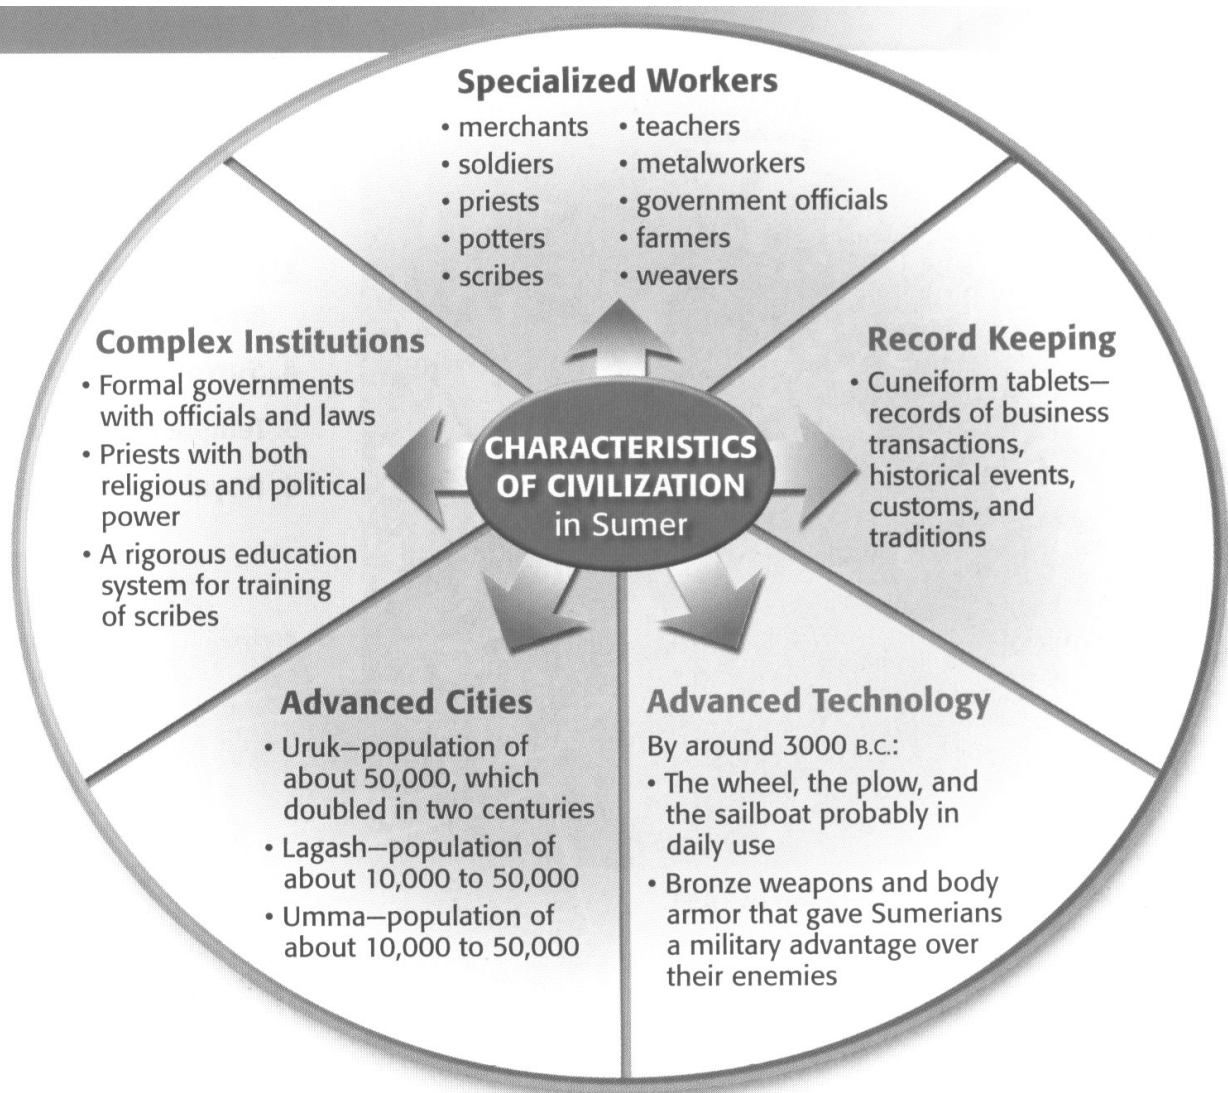 Specialized Workers
• merchants
• soldiers
• priests
• potters
• scribes
• teachers
• metalworkers
• government officials
• farmers
• weavers
Complex Institutions
• Formal governments
with officials and laws
• Priests with both
religious and political
power
• A rigorous education
system for training
of scribes
CHARACTERISTICS
OF CIVILIZATION
in Sumer
Record Keeping
• Cuneiform tablets—
records of business
transactions,
historical events,
customs, and
traditions
Advanced Cities
• Uruk—population of
about 50,000, which
doubled in two centuries
• Lagash—population of
about 10,000 to 50,000
• Umma—population of
about 10,000 to 50,000
Advanced Technology
By around 3000 B.C.:
• The wheel, the plow, and
the sailboat probably in
daily use
• Bronze weapons and body
armor that gave Sumerians
a military advantage over
their enemies